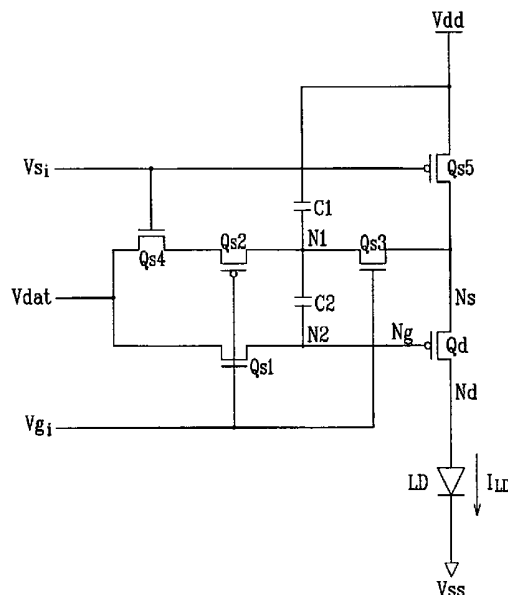 Vdd
Vsi
Qs5
C1
Qs2
N1
Qs3
Qs4
Vdat
C2
Ns
N2
Ng
Qd
Qs1
Nd
Vgi
LD
ILD
Vss